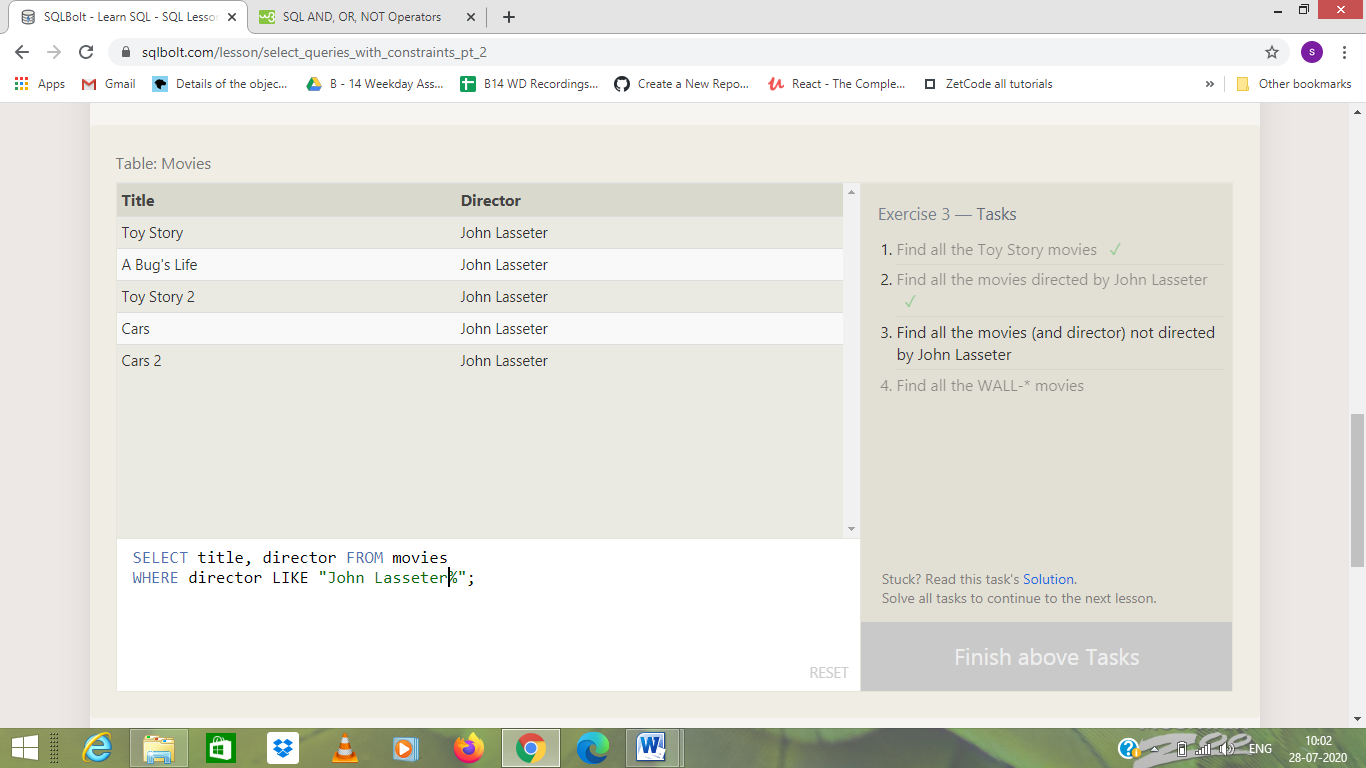 SQLBolt - Learn SQL - SQL Lesson
SQL AND, OR, NOT Operators
sqlbolt.com/lesson/select_queries_with_constraints_pt_2
S
Apps
Gmail
Details of the objec...
B - 14 Weekday Ass...
B14 WD Recordings...
Create a New Repo...
React - The Comple...
ZetCode all tutorials
»
Other bookmarks
Table: Movies
Title Director
Toy Story John Lasseter
A Bug's Life John Lasseter
Toy Story 2 John Lasseter
Cars John Lasseter
Cars 2 John Lasseter
SELECT title, director FROM movies
WHERE director LIKE "John Lasseter%";
RESET
Exercise 3 — Tasks
1. Find all the Toy Story movies ✓
2. Find all the movies directed by John Lasseter
✓
3. Find all the movies (and director) not directed
by John Lasseter
4. Find all the WALL-* movies
Stuck? Read this task's Solution.
Solve all tasks to continue to the next lesson.
Finish above Tasks
ENG
10:02
28-07-2020